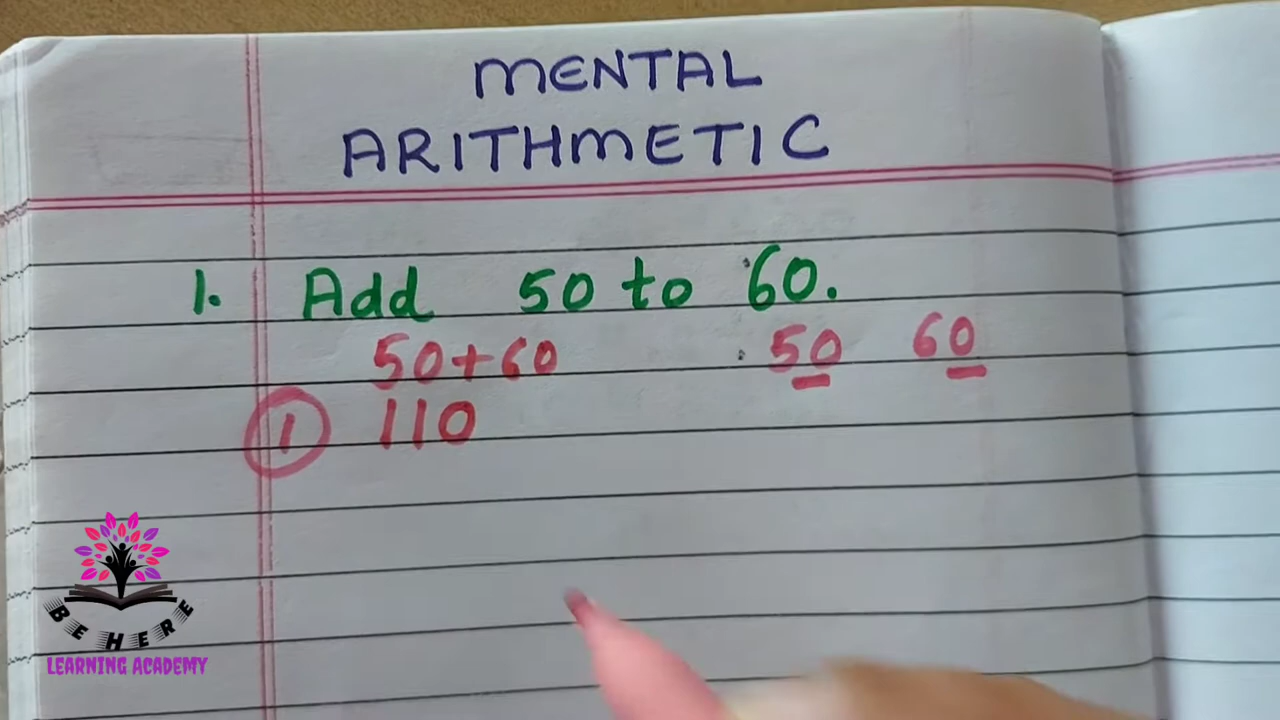 MENTAL
ARITHMETIC
1. Add 50 to 60.
50+60 50 60
① 110
BE HERE
LEARNING ACADEMY